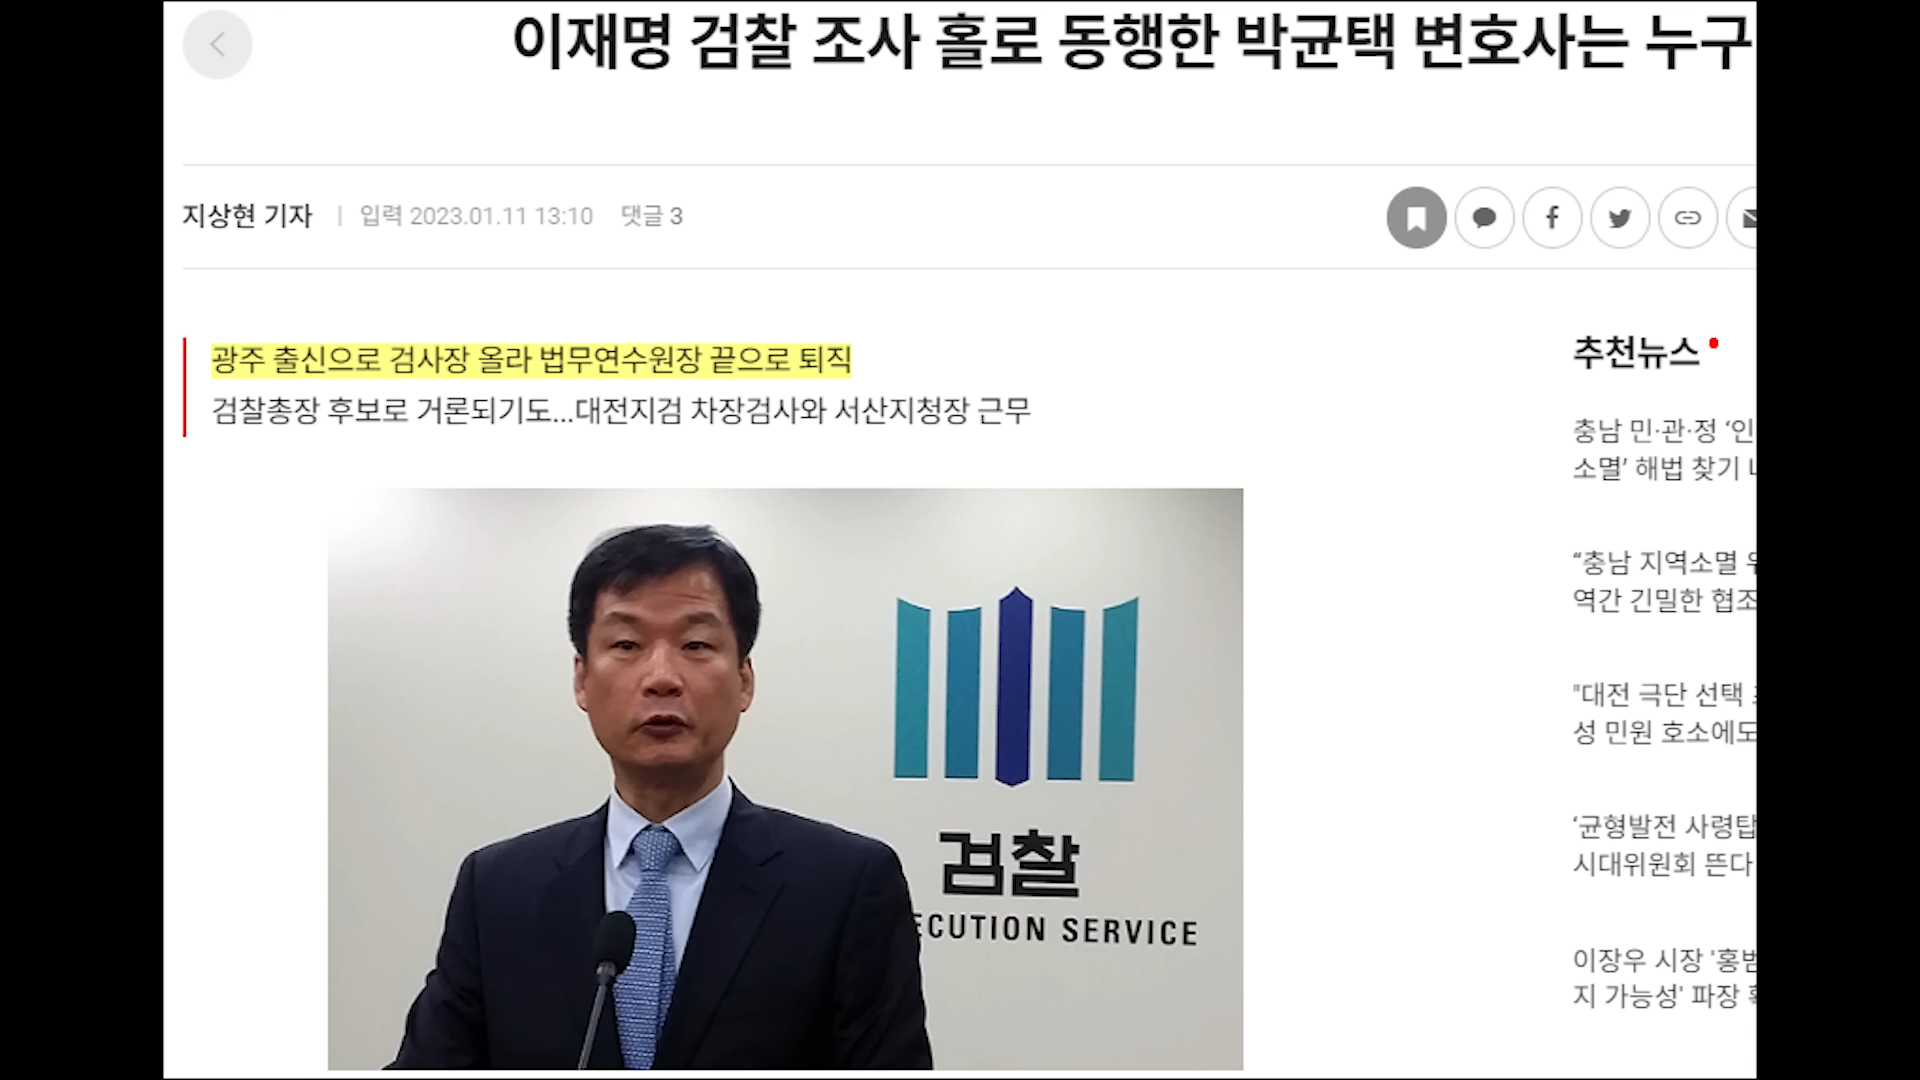 이재명 검찰 조사 홀로 동행한 박균택 변호사는 누구
지상현 기자 | 입력 2023.01.11 13:10 댓글 3
광주 출신으로 검사장 올라 법무연수원장 끝으로 퇴직
검찰총장 후보로 거론되기도...대전지검 차장검사와 서산지청장 근무
검찰
ECUTION SERVICE
추천뉴스
충남 민·관·정 ‘인
소멸’ 해법 찾기
“충남 지역소멸
역간 긴밀한 협조
"대전 극단 선택
성 민원 호소에도
‘균형발전 사령탑
시대위원회 뜬다
이장우 시장 '홍범
지 가능성' 파장